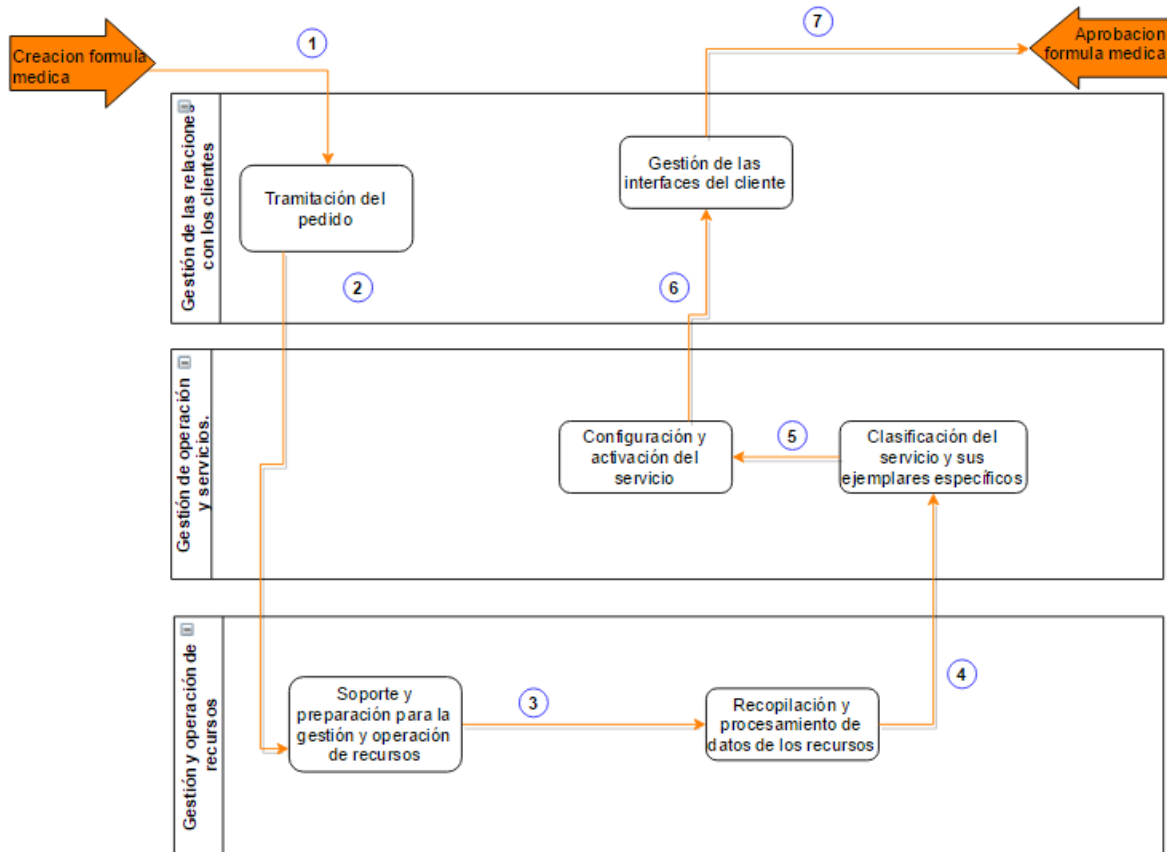 1
7
Creacion formula
medica
Aprobacion
formula medica
Gestión de las relaciones
con los clientes
Tramitación del
pedido
Gestión de las
interfaces del cliente
2
6
Gestión de operación
y servicios.
Configuración y
activación del
servicio
5
Clasificación del
servicio y sus
ejemplares específicos
Gestión y operación de
recursos
Soporte y
preparación para la
gestión y operación
de recursos
3
Recopilación y
procesamiento de
datos de los recursos
4